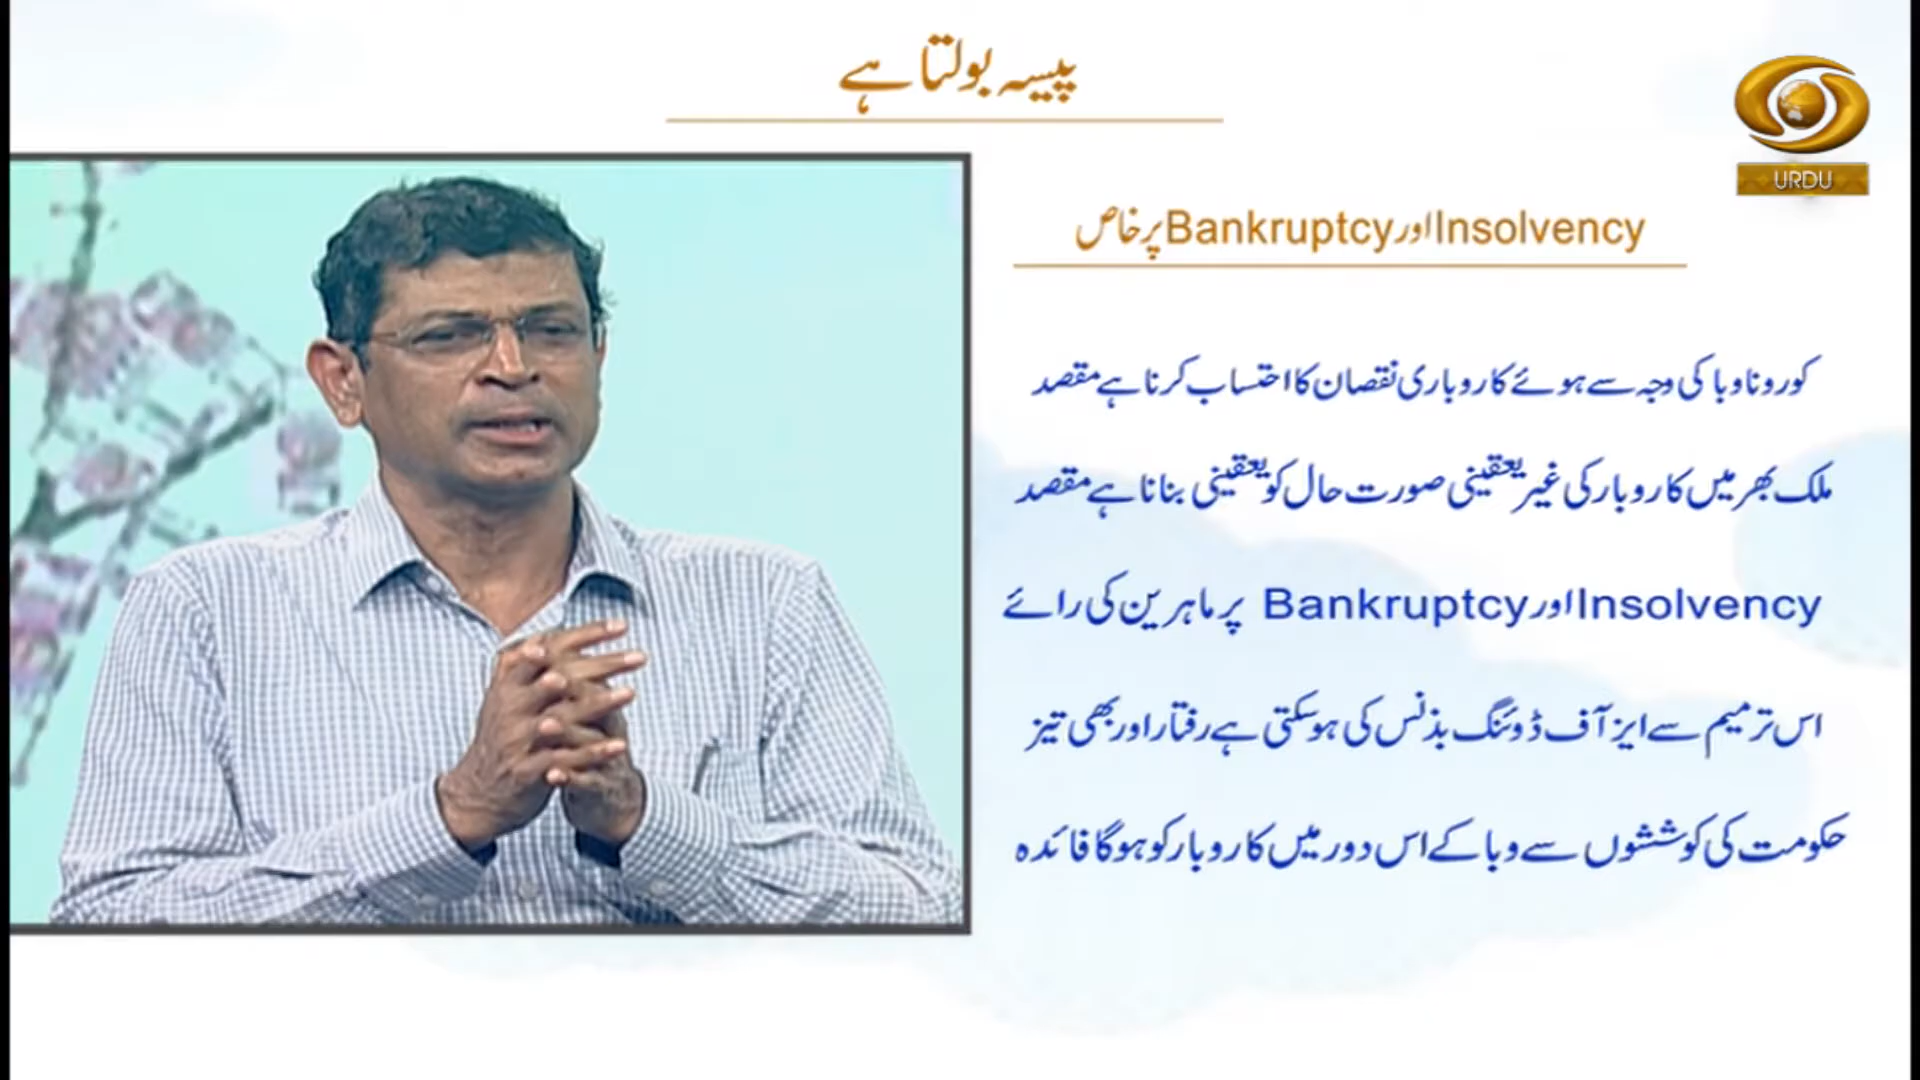 پیسہ بولتا ہے
URDU
Insolvency اور Bankruptcy پر خاص
کورونا وبا کی وجہ سے ہوئے کاروباری نقصان کا احتساب کرنا ہے مقصد
ملک بھر میں کاروبار کی غیر یعقینی صورت حال کو یعقینی بنانا ہے مقصد
Insolvency اور Bankruptcy پر ماہرین کی رائے
اس ترمیم سے ایز آف ڈوئنگ بذنس کی ہوسکتی ہے رفتار اور بھی تیز
حکومت کی کوششوں سے وبا کے اس دور میں کاروبار کو ہوگا فائدہ